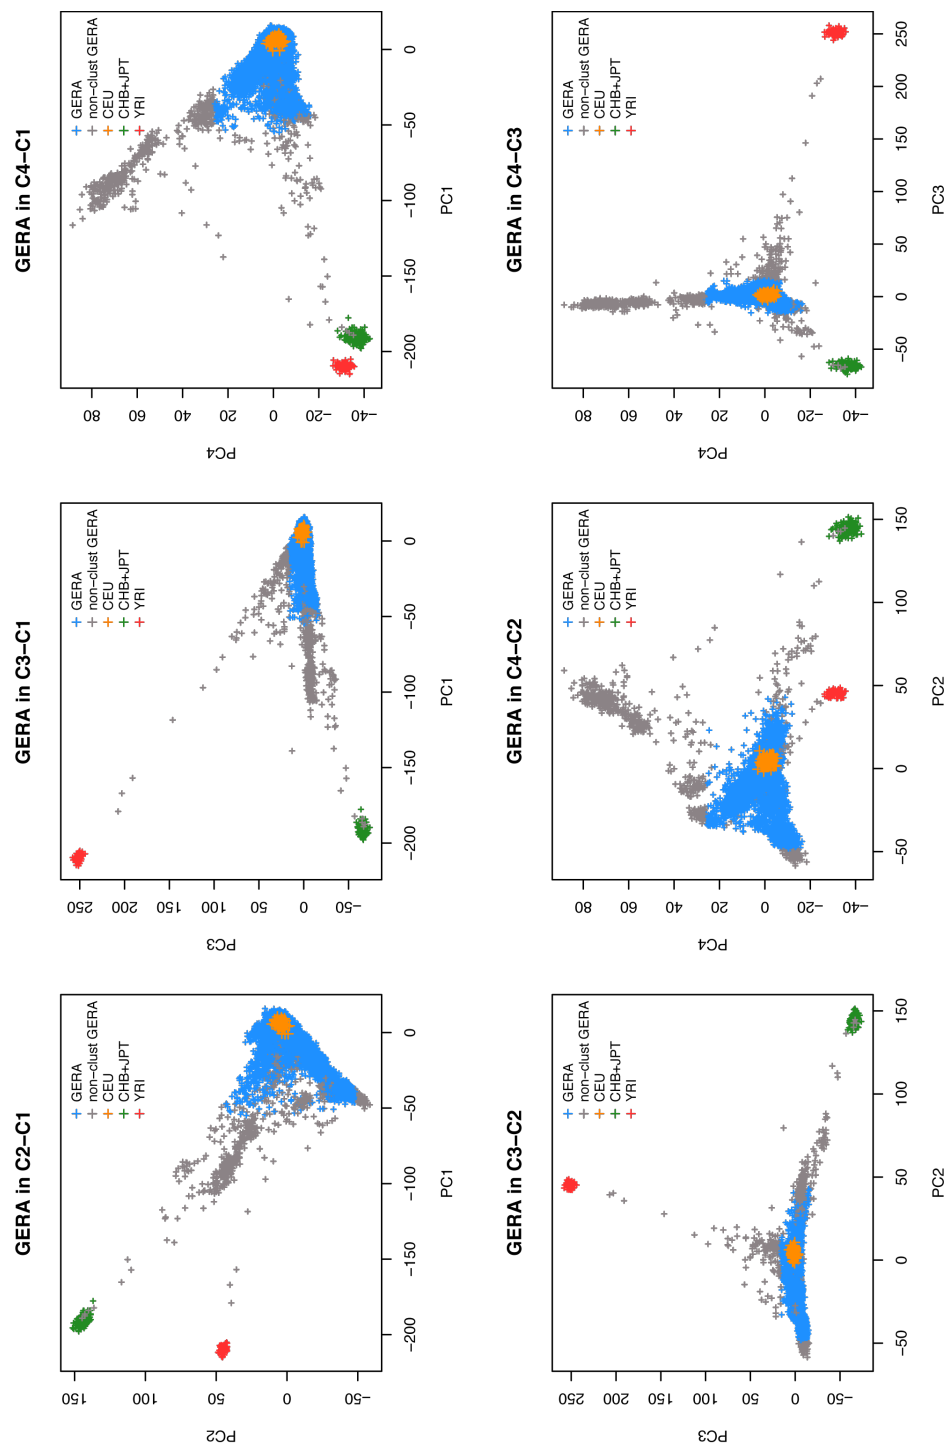 GERA in C2−C1
PC2
150
100
50
0
−50
GERA
non−clust GERA
CEU
CHB+JPT
YRI
−200 −150 −100 −50 0
PC1
GERA in C3−C1
PC3
250
200
150
100
50
0
−50
GERA
non−clust GERA
CEU
CHB+JPT
YRI
−200 −150 −100 −50 0
PC1
GERA in C4−C1
PC4
80
60
40
20
0
−20
−40
GERA
non−clust GERA
CEU
CHB+JPT
YRI
−200 −150 −100 −50 0
PC1
GERA in C3−C2
PC3
250
200
150
100
50
0
−50
GERA
non−clust GERA
CEU
CHB+JPT
YRI
−50 0 50 100 150
PC2
GERA in C4−C2
PC4
80
60
40
20
0
−20
−40
GERA
non−clust GERA
CEU
CHB+JPT
YRI
−50 0 50 100 150
PC2
GERA in C4−C3
PC4
80
60
40
20
0
−20
−40
GERA
non−clust GERA
CEU
CHB+JPT
YRI
−50 0 50 100 150 200 250
PC3